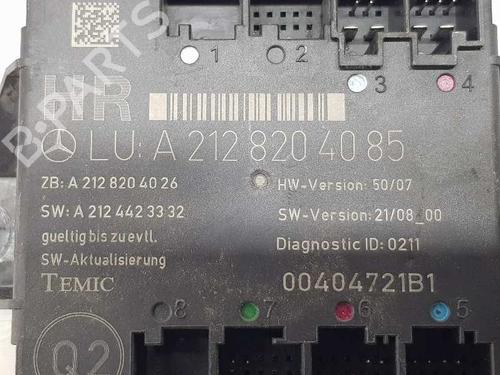 1
2
3
4
HR
LU: A 212 820 40 85
ZB: A 212 820 40 26
HW-Version: 50/07
SW: A 212 442 33 32
SW-Version: 21/08_00
gueltig bis zu evtl.
Diagnostic ID: 0211
SW-Aktualisierung
TEMIC
00404721B1
8
7
6
5
Q2
B-PARTS